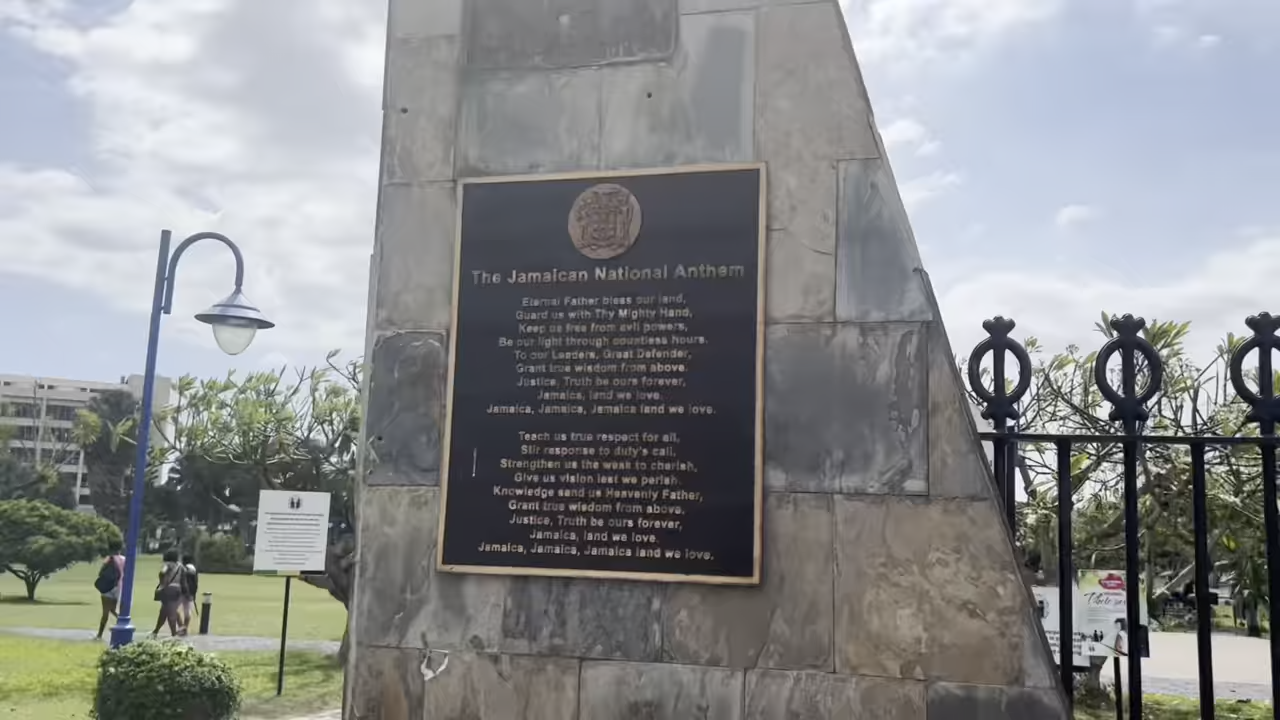 The Jamaican National Anthem
Eternal Father bless our land,
Guard us with Thy Mighty Hand,
Keep us free from evil powers,
Be our light through countless hours.
To our Leaders, Great Defender,
Grant true wisdom from above.
Justice, Truth be ours forever,
Jamaica, land we love.
Jamaica, Jamaica, Jamaica land we love.
Teach us true respect for all,
Stir response to duty's call,
Strengthen us the weak to cherish,
Give us vision lest we perish.
Knowledge send us Heavenly Father,
Grant true wisdom from above.
Justice, Truth be ours forever,
Jamaica, land we love.
Jamaica, Jamaica, Jamaica land we love.